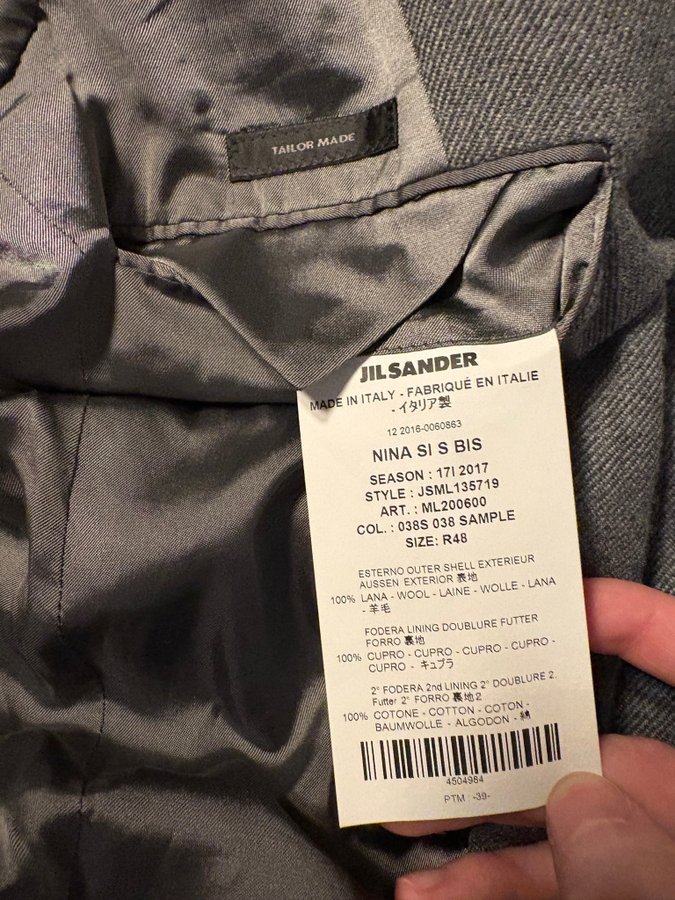 TAILOR MADE
JIL SANDER
MADE IN ITALY - FABRIQUÉ EN ITALIE
- イタリア製
12 2016-0060863
NINA SI S BIS
SEASON : 17I 2017
STYLE : JSML135719
ART. : ML200600
COL. : 038S 038 SAMPLE
SIZE: R48
ESTERNO OUTER SHELL EXTERIEUR
AUSSEN EXTERIOR 裏地
100% LANA - WOOL - LAINE - WOLLE - LANA
- 羊毛
FODERA LINING DOUBLURE FUTTER
FORRO 裏地
100% CUPRO - CUPRO - CUPRO - CUPRO -
CUPRO - キュプラ
2° FODERA 2nd LINING 2° DOUBLURE 2.
Futter 2° FORRO 裏地2
100% COTONE - COTTON - COTON -
BAUMWOLLE - ALGODON - 綿
4504984
PTM : -39-